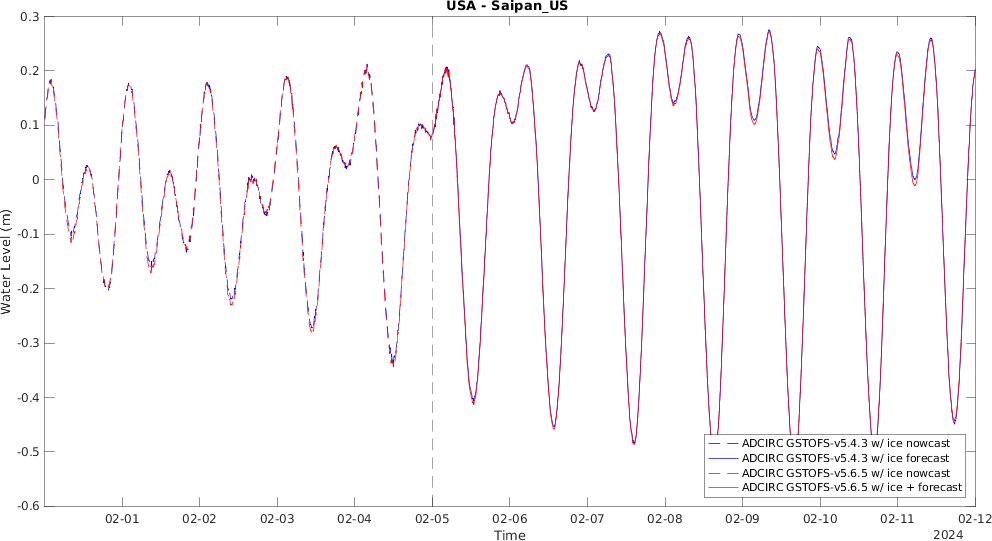 USA - Saipan_US
Water Level (m)
0.3
0.2
0.1
0
-0.1
-0.2
-0.3
-0.4
-0.5
-0.6
ADCIRC GSTOFS-v5.4.3 w/ ice nowcast
ADCIRC GSTOFS-v5.4.3 w/ ice forecast
ADCIRC GSTOFS-v5.6.5 w/ ice nowcast
ADCIRC GSTOFS-v5.6.5 w/ ice + forecast
02-01 02-02 02-03 02-04 02-05 02-06 02-07 02-08 02-09 02-10 02-11 02-12
Time
2024